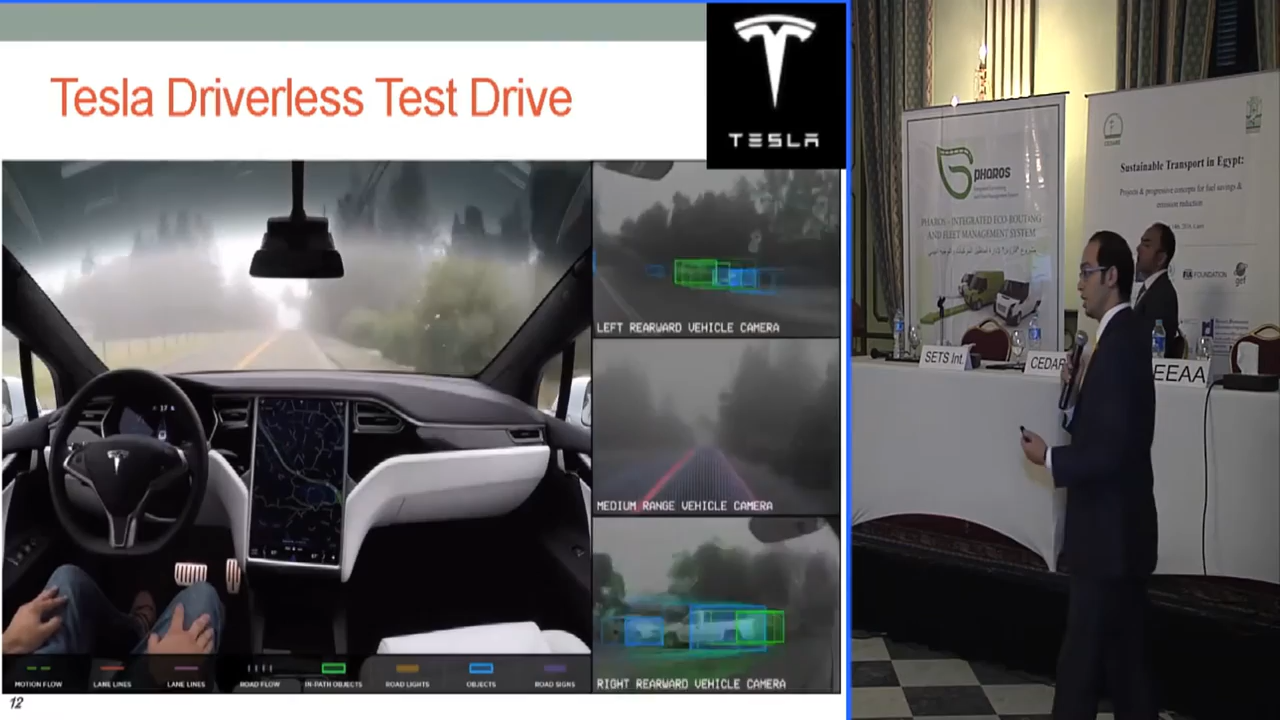 Tesla Driverless Test Drive
TESLA
LEFT REARWARD VEHICLE CAMERA
MEDIUM RANGE VEHICLE CAMERA
RIGHT REARWARD VEHICLE CAMERA
MOTION FLOW
LANE LINES
LANE LINES
ROAD FLOW
IN-PATH OBJECTS
ROAD LIGHTS
OBJECTS
ROAD SIGNS
12
PHAROS
PHAROS - INTEGRATED ECO-ROUTING
AND FLEET MANAGEMENT SYSTEM
Sustainable Transport in Egypt:
Projects & progressive concepts for fuel savings &
emission reduction
FIA FOUNDATION
gef
SETS Int.
CEDAR
EEAA